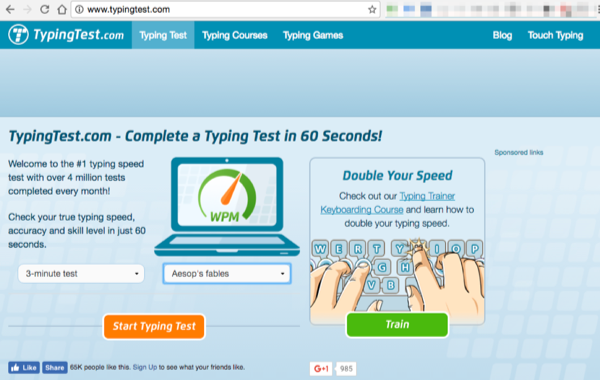 www.typingtest.com
TypingTest.com
Typing Test
Typing Courses
Typing Games
Blog
Touch Typing
TypingTest.com - Complete a Typing Test in 60 Seconds!
Welcome to the #1 typing speed
test with over 4 million tests
completed every month!
Check your true typing speed,
accuracy and skill level in just 60
seconds.
WPM
3-minute test
Aesop's fables
Start Typing Test
Double Your Speed
Check out our Typing Trainer
Keyboarding Course and learn how to
double your typing speed.
W E R T Y I O P
G H
V B
Train
Sponsored links
Like
Share
65K people like this. Sign Up to see what your friends like.
G+1
985